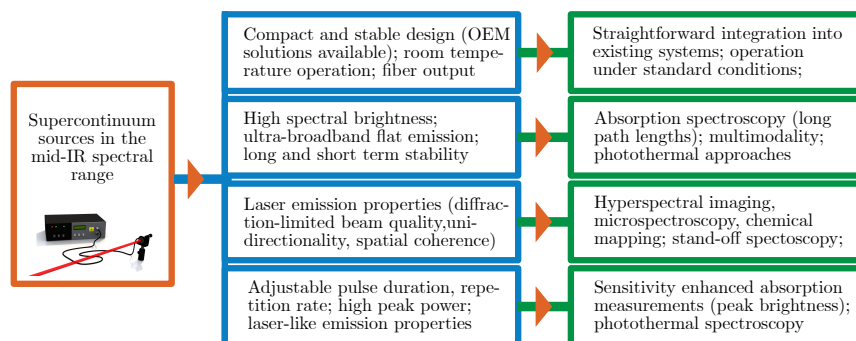 Supercontinuum
sources in the
mid-IR spectral
range
Compact and stable design (OEM
solutions available); room tempe-
rature operation; fiber output
Straightforward integration into
existing systems; operation
under standard conditions;
High spectral brightness;
ultra-broadband flat emission;
long and short term stability
Absorption spectroscopy (long
path lengths); multimodality;
photothermal approaches
Laser emission properties (diffrac-
tion-limited beam quality,uni-
directionality, spatial coherence)
Hyperspectral imaging,
microspectroscopy, chemical
mapping; stand-off spectoscopy;
Adjustable pulse duration, repe-
tition rate; high peak power;
laser-like emission properties
Sensitivity enhanced absorption
measurements (peak brightness);
photothermal spectroscopy